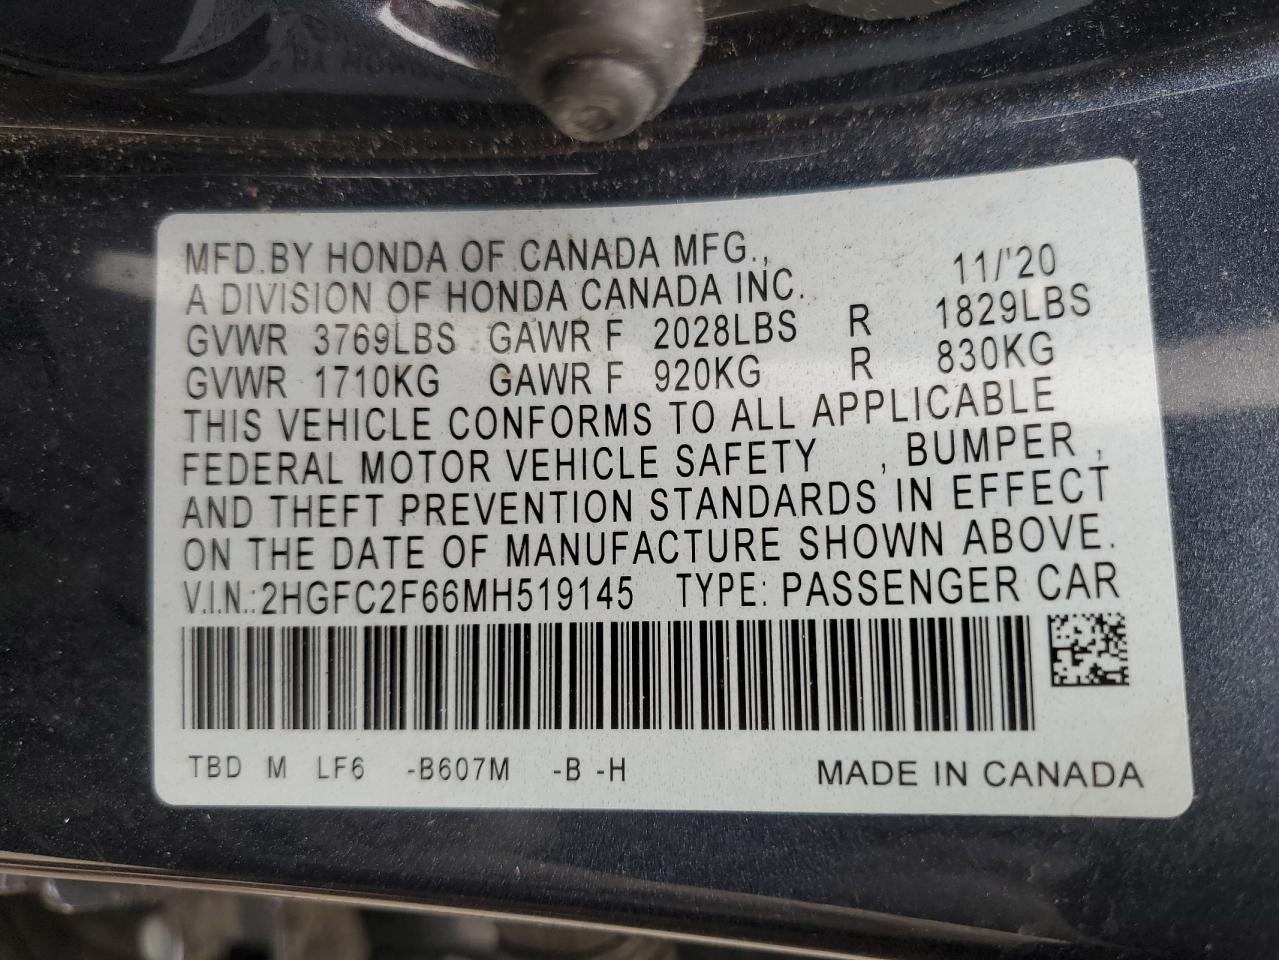 MFD.BY HONDA OF CANADA MFG., 11/'20
A DIVISION OF HONDA CANADA INC.
GVWR 3769LBS GAWR F 2028LBS R 1829LBS
GVWR 1710KG GAWR F 920KG R 830KG
THIS VEHICLE CONFORMS TO ALL APPLICABLE
FEDERAL MOTOR VEHICLE SAFETY , BUMPER ,
AND THEFT PREVENTION STANDARDS IN EFFECT
ON THE DATE OF MANUFACTURE SHOWN ABOVE.
V.I.N.:2HGFC2F66MH519145 TYPE: PASSENGER CAR
TBD M LF6 -B607M -B -H MADE IN CANADA